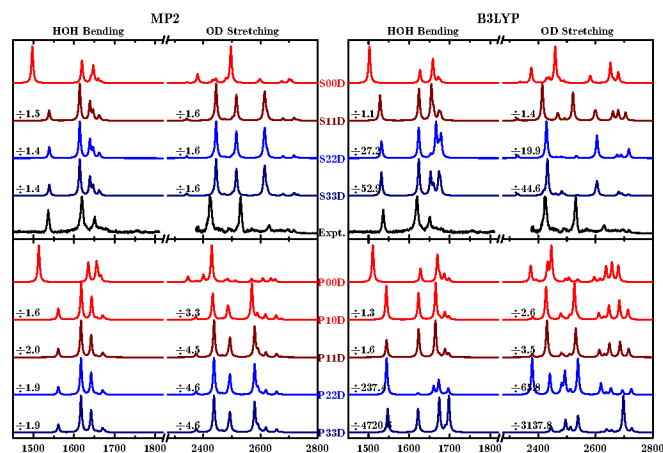 MP2 B3LYP
HOH Bending OD Stretching HOH Bending OD Stretching
S00D
÷1.5 ÷1.6 S11D ÷1.1 ÷1.4
÷1.4 ÷1.6 S22D ÷27.2 ÷19.9
÷1.4 ÷1.6 S33D ÷52.9 ÷44.6
Expt.
P00D
÷1.6 ÷3.3 P10D ÷1.3 ÷2.6
÷2.0 ÷4.5 P11D ÷1.6 ÷3.5
÷1.9 ÷4.6 P22D ÷237.4
÷1.9 ÷4.6 P33D ÷3137.8
1500 1600 1700 1800 2400 2600 2800 1500 1600 1700 1800 2400 2600 2800